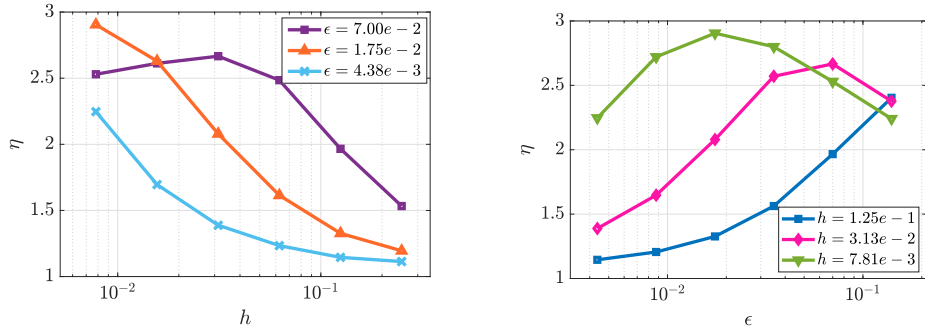 3
2.5
2
1.5
1
η
10⁻²
10⁻¹
h
ϵ = 7.00e − 2
ϵ = 1.75e − 2
ϵ = 4.38e − 3
3
2.5
2
1.5
1
η
10⁻²
10⁻¹
ϵ
h = 1.25e − 1
h = 3.13e − 2
h = 7.81e − 3